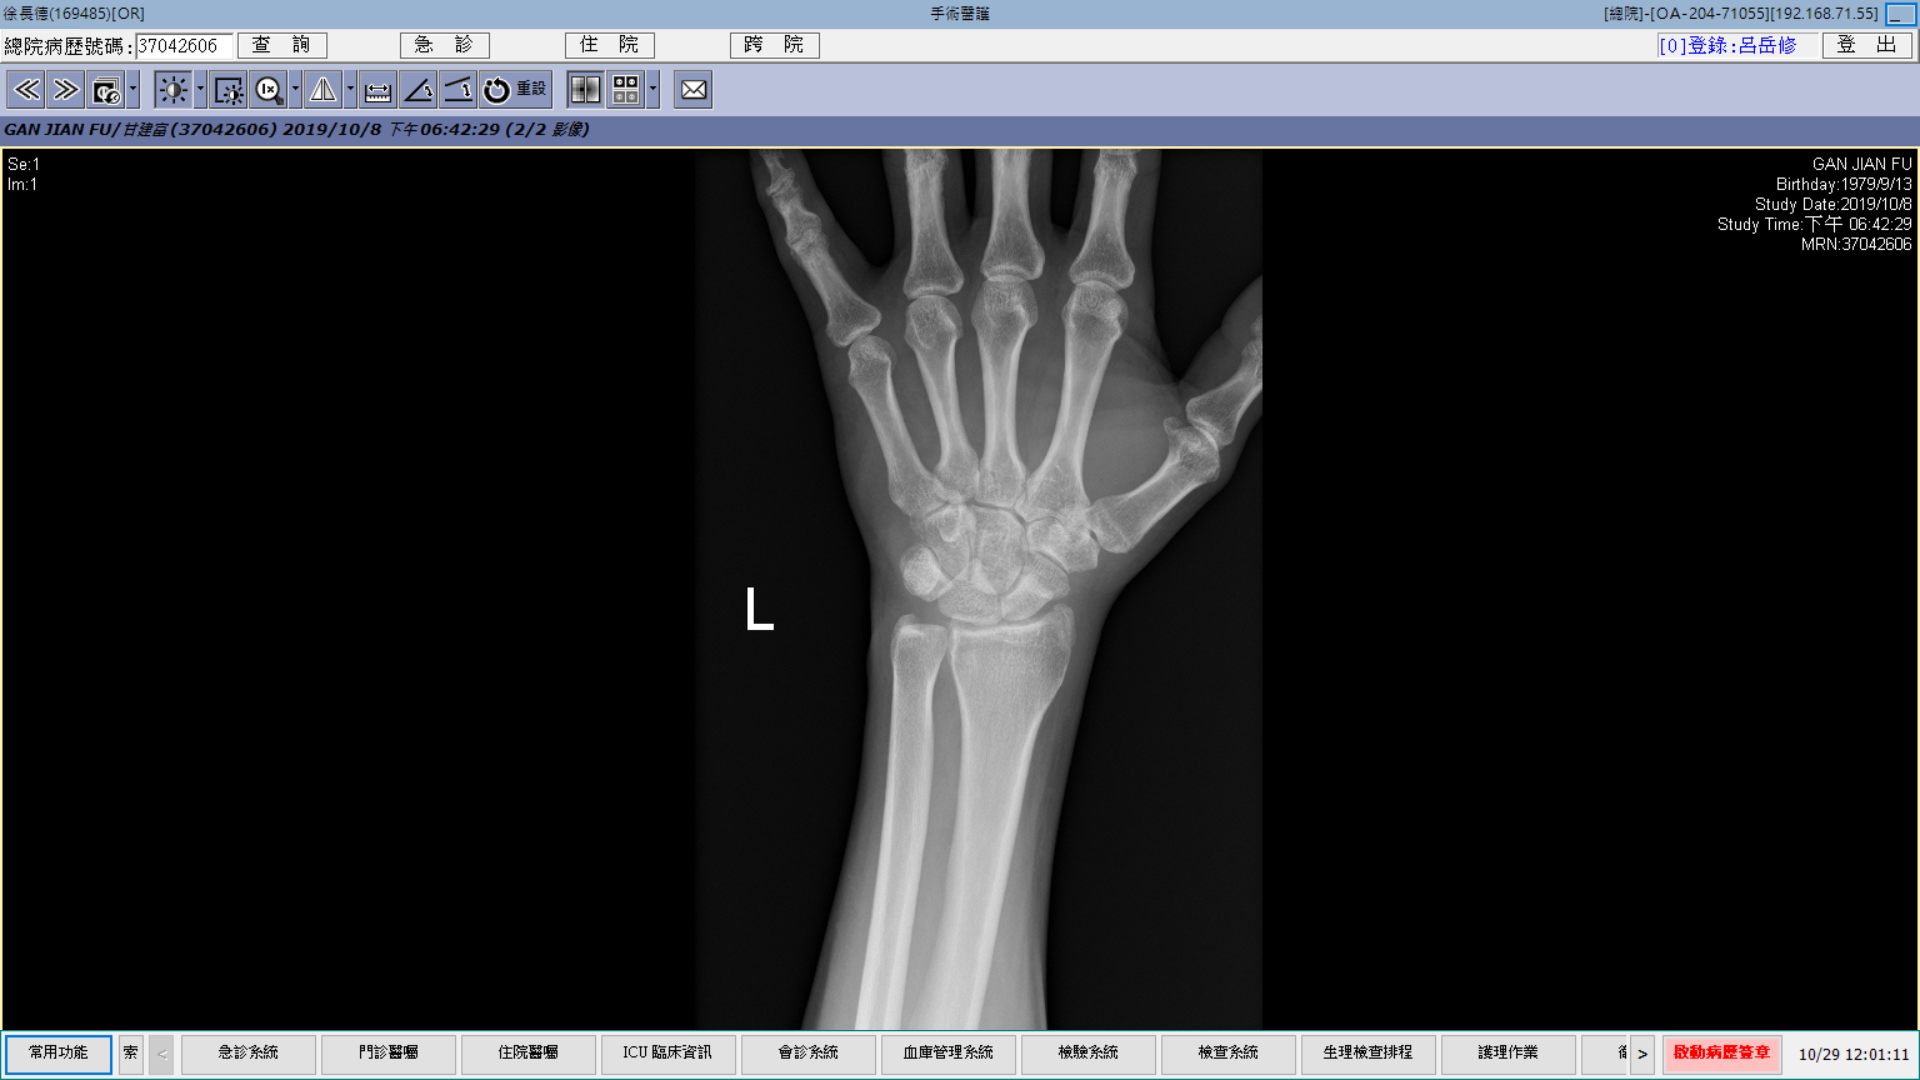 徐長德(169485)[OR]
手術醫護
[總院]-[OA-204-71055][192.168.71.55]
總院病歷號碼: 37042606 查 詢 急 診 住 院 跨 院 [0]登錄:呂岳修 登 出
重設
GAN JIAN FU/甘建富(37042606) 2019/10/8 下午 06:42:29 (2/2 影像)
Se:1
Im:1
GAN JIAN FU
Birthday:1979/9/13
Study Date:2019/10/8
Study Time:下午 06:42:29
MRN:37042606
L
常用功能 索 < 急診系統 門診醫囑 住院醫囑 ICU 臨床資訊 會診系統 血庫管理系統 檢驗系統 檢查系統 生理檢查排程 護理作業 > 啟動病歷簽章 10/29 12:01:11